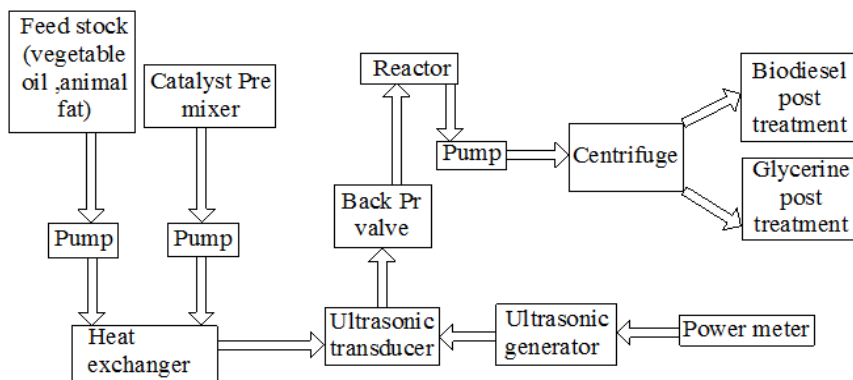 Feed stock
(vegetable
oil ,animal
fat)
Catalyst Pre
mixer
Pump
Pump
Heat
exchanger
Ultrasonic
transducer
Ultrasonic
generator
Power meter
Back Pr
valve
Reactor
Pump
Centrifuge
Biodiesel
post
treatment
Glycerine
post
treatment